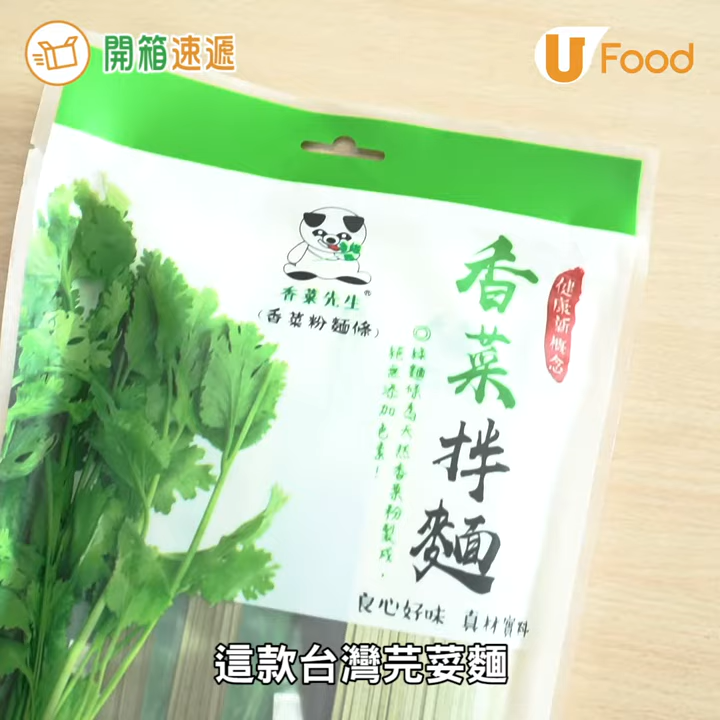 開箱速遞
U Food
香菜先生®
(香菜粉麵條)
香菜拌麵
健康新概念
◎綠麵條為天然香菜粉製成，
絕無添加色素！
良心好味 真材實料
這款台灣芫荽麵